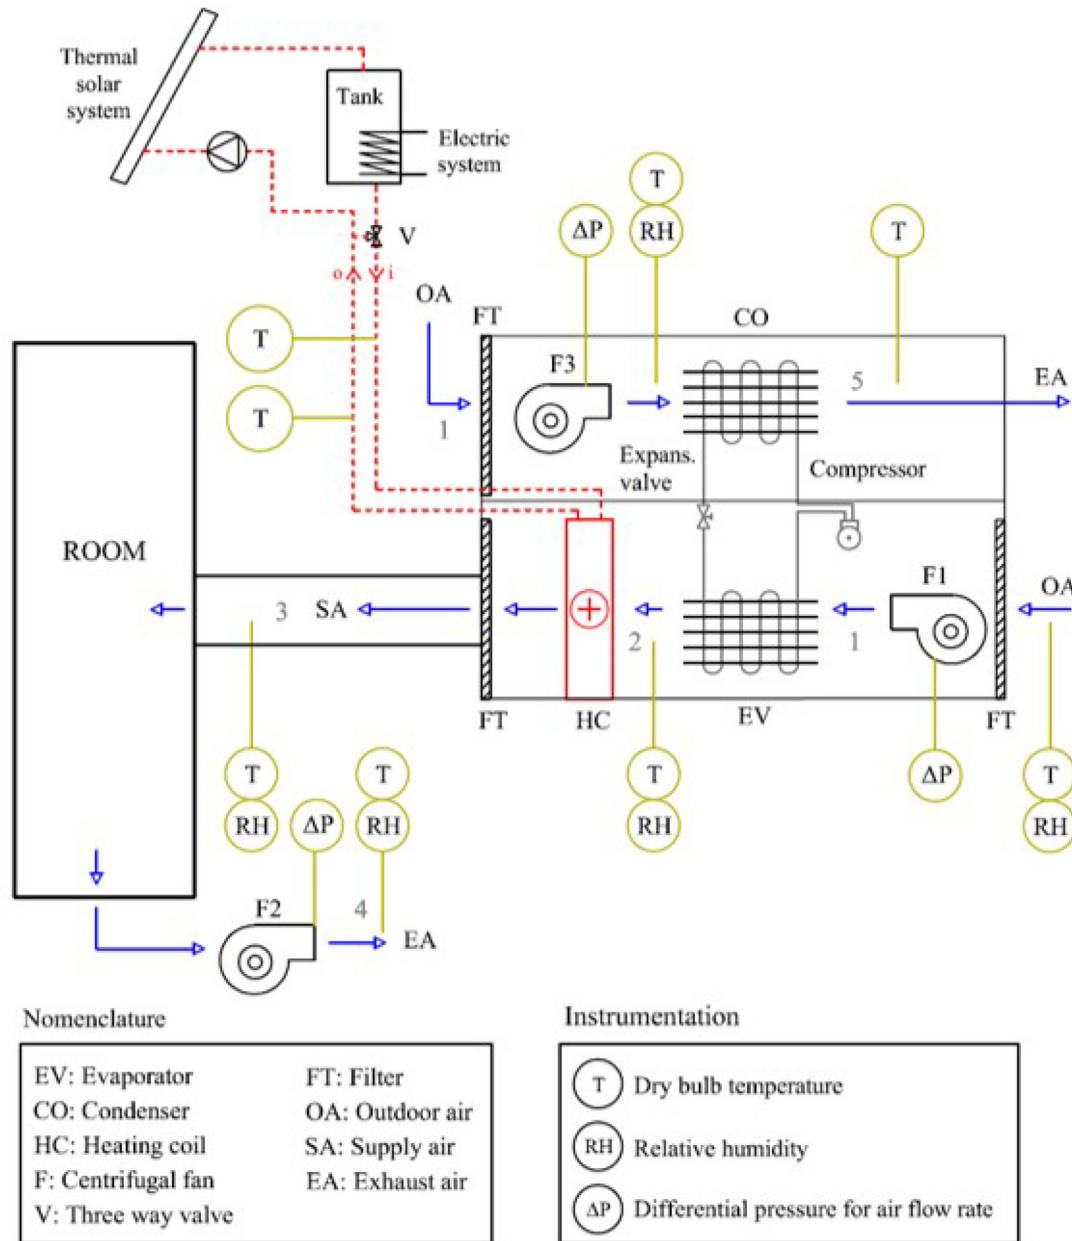 Thermal
solar
system
Tank
Electric
system
V
o
i
T
RH
ΔP
T
OA
FT
CO
T
T
F3
5
EA
1
Expans.
valve
Compressor
ROOM
F1
3
SA
2
1
OA
FT
HC
EV
FT
T
RH
ΔP
T
RH
T
RH
ΔP
T
RH
F2
4
EA
Nomenclature
EV: Evaporator
CO: Condenser
HC: Heating coil
F: Centrifugal fan
V: Three way valve
FT: Filter
OA: Outdoor air
SA: Supply air
EA: Exhaust air
Instrumentation
T Dry bulb temperature
RH Relative humidity
ΔP Differential pressure for air flow rate